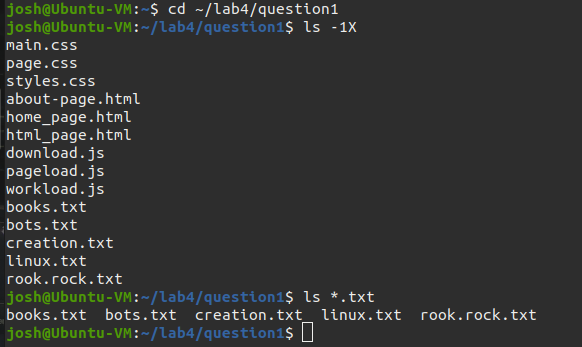 josh@Ubuntu-VM:~$ cd ~/lab4/question1
josh@Ubuntu-VM:~/lab4/question1$ ls -1X
main.css
page.css
styles.css
about-page.html
home_page.html
html_page.html
download.js
pageload.js
workload.js
books.txt
bots.txt
creation.txt
linux.txt
rook.rock.txt
josh@Ubuntu-VM:~/lab4/question1$ ls *.txt
books.txt  bots.txt  creation.txt  linux.txt  rook.rock.txt
josh@Ubuntu-VM:~/lab4/question1$